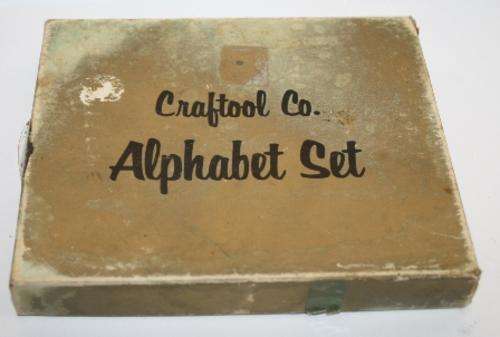 Craftool Co.
Alphabet Set